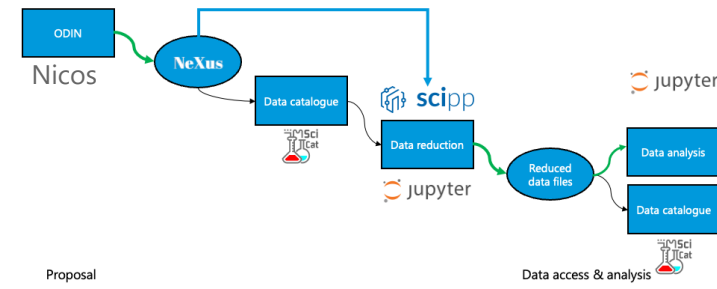 ODIN
Nicos
NeXus
Data catalogue
SciCat
scipp
Data reduction
jupyter
Reduced
data files
jupyter
Data analysis
Data catalogue
SciCat
Proposal
Data access & analysis